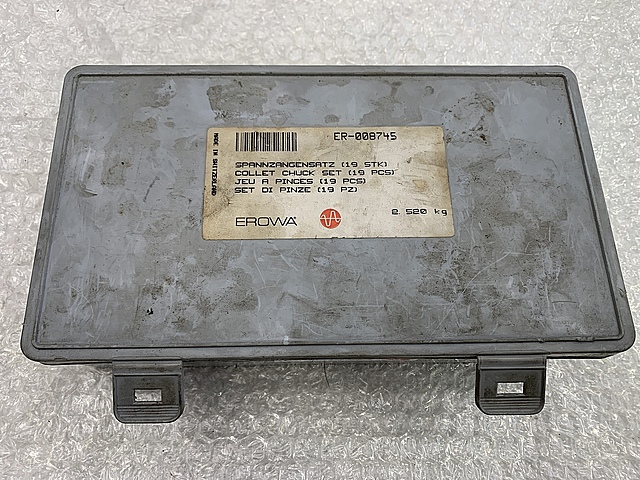 ER-008745
MADE IN SWITZERLAND
SPANNZANGENSATZ (19 STK)
COLLET CHUCK SET (19 PCS)
JEU A PINCES (19 PCS)
SET DI PINZE (19 PZ)
EROWA
2.520 kg